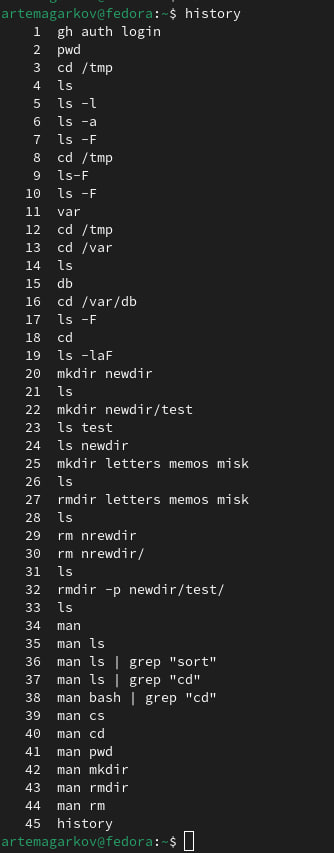 artemagarkov@fedora:~$ history
1 gh auth login
2 pwd
3 cd /tmp
4 ls
5 ls -l
6 ls -a
7 ls -F
8 cd /tmp
9 ls-F
10 ls -F
11 var
12 cd /tmp
13 cd /var
14 ls
15 db
16 cd /var/db
17 ls -F
18 cd
19 ls -laF
20 mkdir newdir
21 ls
22 mkdir newdir/test
23 ls test
24 ls newdir
25 mkdir letters memos misk
26 ls
27 rmdir letters memos misk
28 ls
29 rm nrewdir
30 rm nrewdir/
31 ls
32 rmdir -p newdir/test/
33 ls
34 man
35 man ls
36 man ls | grep "sort"
37 man ls | grep "cd"
38 man bash | grep "cd"
39 man cs
40 man cd
41 man pwd
42 man mkdir
43 man rmdir
44 man rm
45 history
artemagarkov@fedora:~$